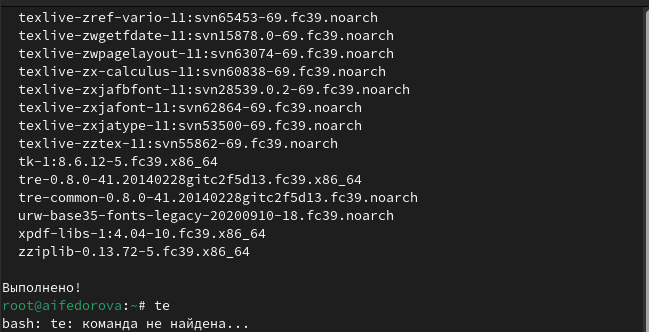 texlive-zref-vario-11:svn65453-69.fc39.noarch
texlive-zwgetfdate-11:svn15878.0-69.fc39.noarch
texlive-zwpagelayout-11:svn63074-69.fc39.noarch
texlive-zx-calculus-11:svn60838-69.fc39.noarch
texlive-zxjafbfont-11:svn28539.0.2-69.fc39.noarch
texlive-zxjafont-11:svn62864-69.fc39.noarch
texlive-zxjatype-11:svn53500-69.fc39.noarch
texlive-zztex-11:svn55862-69.fc39.noarch
tk-1:8.6.12-5.fc39.x86_64
tre-0.8.0-41.20140228gitc2f5d13.fc39.x86_64
tre-common-0.8.0-41.20140228gitc2f5d13.fc39.noarch
urw-base35-fonts-legacy-20200910-18.fc39.noarch
xpdf-libs-1:4.04-10.fc39.x86_64
zziplib-0.13.72-5.fc39.x86_64
Выполнено!
root@aifedorova:~# te
bash: te: команда не найдена...